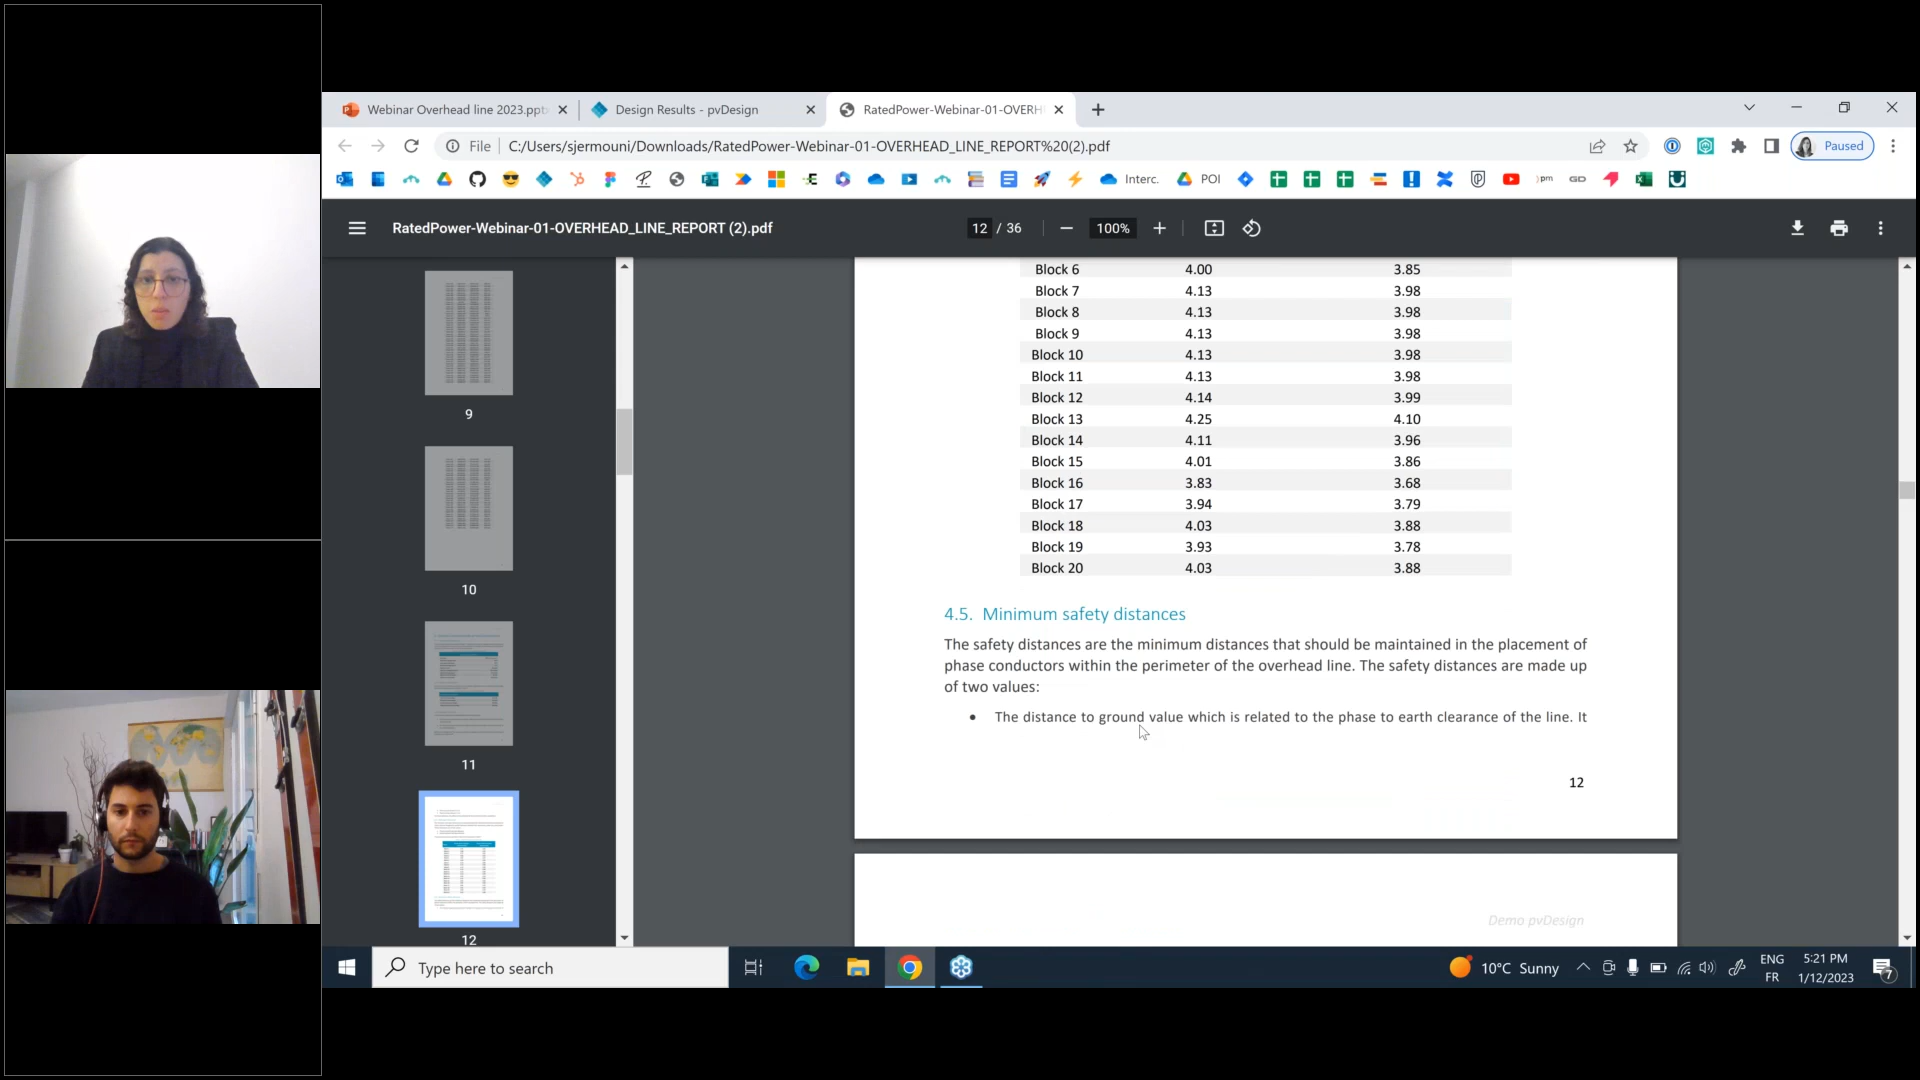 Webinar Overhead line 2023.ppt
Design Results - pvDesign
RatedPower-Webinar-01-OVERH
File
C:/Users/sjermouni/Downloads/RatedPower-Webinar-01-OVERHEAD_LINE_REPORT%20(2).pdf
Paused
Interc.
POI
pm
GD
RatedPower-Webinar-01-OVERHEAD_LINE_REPORT (2).pdf
12 / 36
100%
9
10
11
12
Block 6 4.00 3.85
Block 7 4.13 3.98
Block 8 4.13 3.98
Block 9 4.13 3.98
Block 10 4.13 3.98
Block 11 4.13 3.98
Block 12 4.14 3.99
Block 13 4.25 4.10
Block 14 4.11 3.96
Block 15 4.01 3.86
Block 16 3.83 3.68
Block 17 3.94 3.79
Block 18 4.03 3.88
Block 19 3.93 3.78
Block 20 4.03 3.88
4.5. Minimum safety distances
The safety distances are the minimum distances that should be maintained in the placement of
phase conductors within the perimeter of the overhead line. The safety distances are made up
of two values:
• The distance to ground value which is related to the phase to earth clearance of the line. It
12
Demo pvDesign
Type here to search
10°C Sunny
ENG
FR
5:21 PM
1/12/2023
7